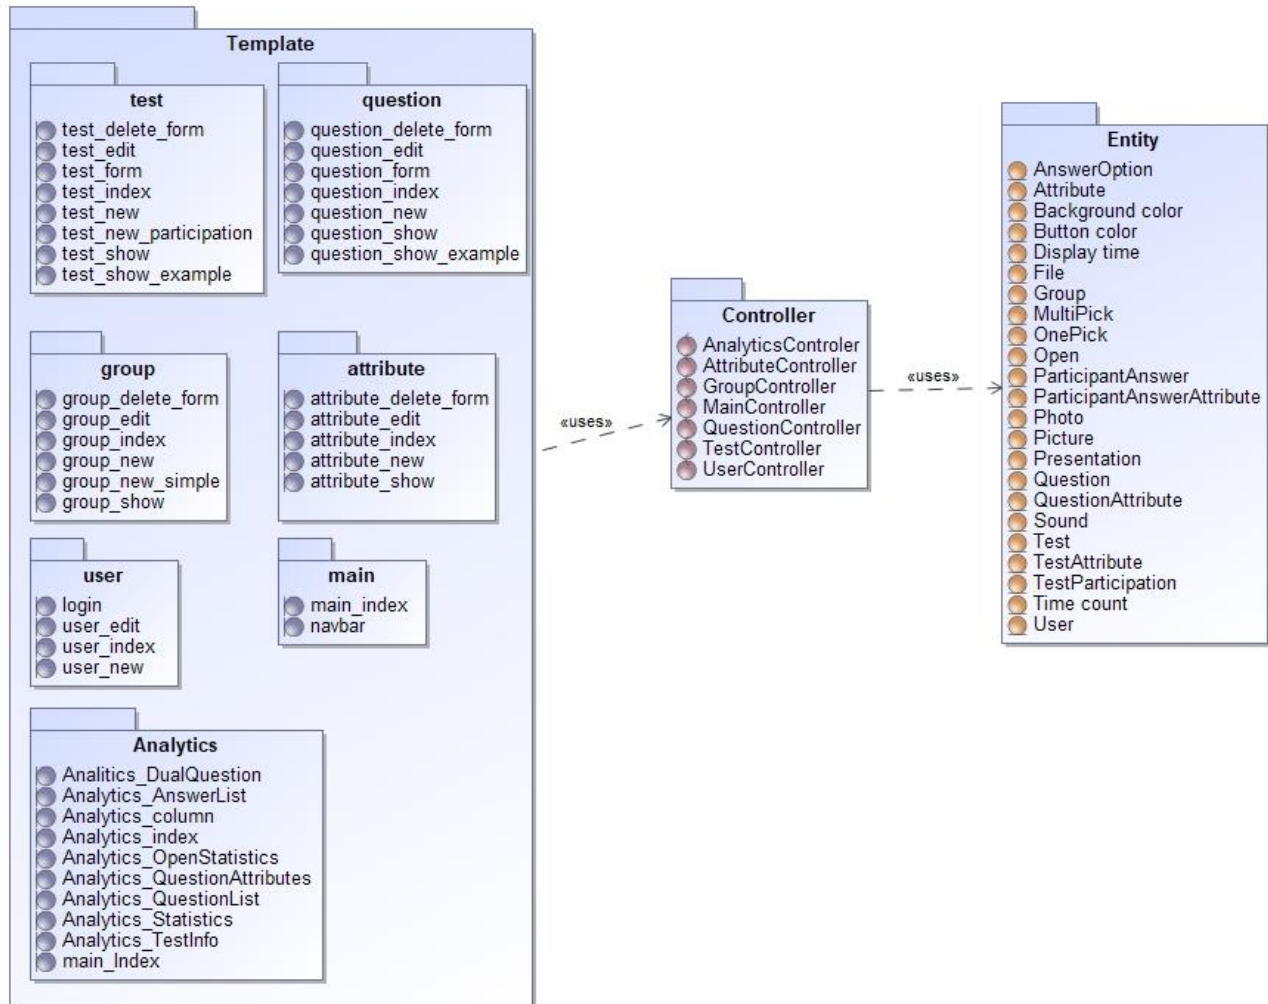 Template
test
test_delete_form
test_edit
test_form
test_index
test_new
test_new_participation
test_show
test_show_example
question
question_delete_form
question_edit
question_form
question_index
question_new
question_show
question_show_example
group
group_delete_form
group_edit
group_index
group_new
group_new_simple
group_show
attribute
attribute_delete_form
attribute_edit
attribute_index
attribute_new
attribute_show
user
login
user_edit
user_index
user_new
main
main_index
navbar
Analytics
Analitics_DualQuestion
Analytics_AnswerList
Analytics_column
Analytics_index
Analytics_OpenStatistics
Analytics_QuestionAttributes
Analytics_QuestionList
Analytics_Statistics
Analytics_TestInfo
main_Index
«uses»
Controller
AnalyticsControler
AttributeController
GroupController
MainController
QuestionController
TestController
UserController
«uses»
Entity
AnswerOption
Attribute
Background color
Button color
Display time
File
Group
MultiPick
OnePick
Open
ParticipantAnswer
ParticipantAnswerAttribute
Photo
Picture
Presentation
Question
QuestionAttribute
Sound
Test
TestAttribute
TestParticipation
Time count
User